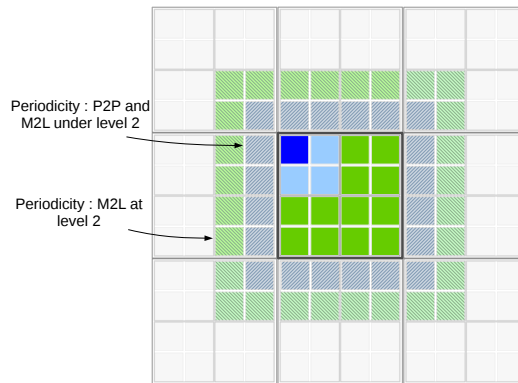 Periodicity : P2P and
M2L under level 2
Periodicity : M2L at
level 2